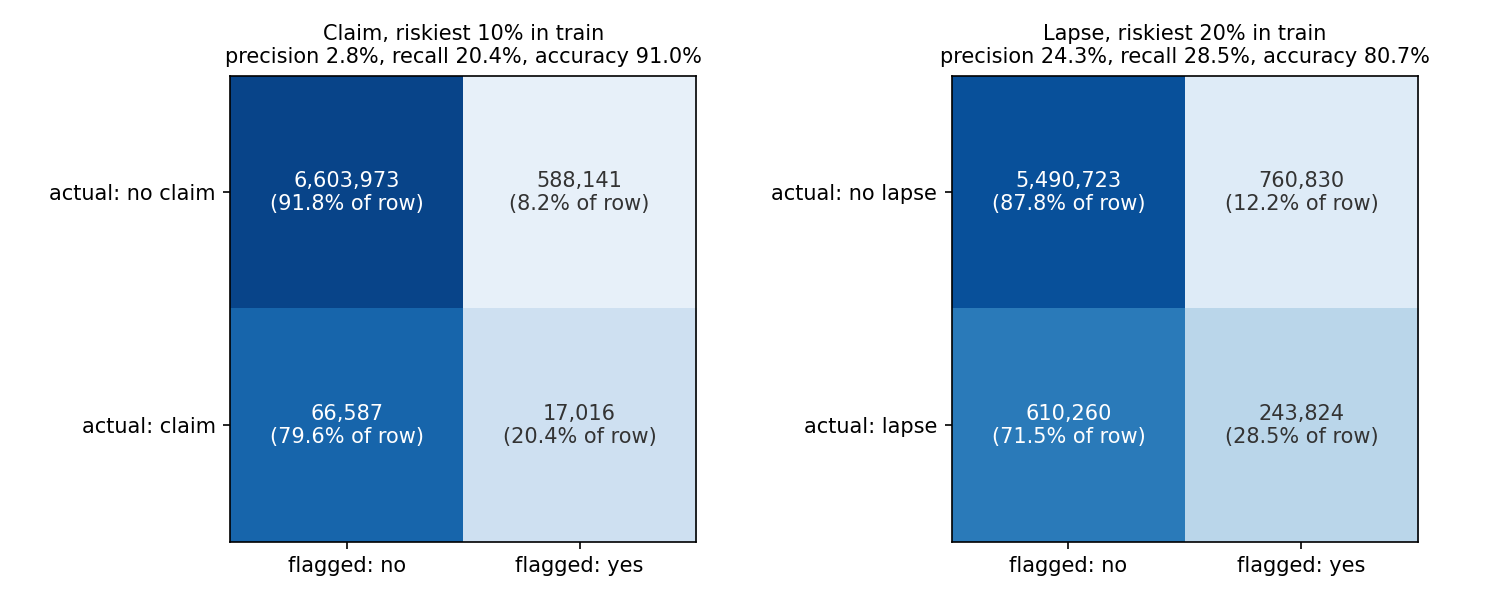 Claim, riskiest 10% in train
precision 2.8%, recall 20.4%, accuracy 91.0%
actual: no claim
6,603,973
(91.8% of row)
588,141
(8.2% of row)
actual: claim
66,587
(79.6% of row)
17,016
(20.4% of row)
flagged: no
flagged: yes
Lapse, riskiest 20% in train
precision 24.3%, recall 28.5%, accuracy 80.7%
actual: no lapse
5,490,723
(87.8% of row)
760,830
(12.2% of row)
actual: lapse
610,260
(71.5% of row)
243,824
(28.5% of row)
flagged: no
flagged: yes